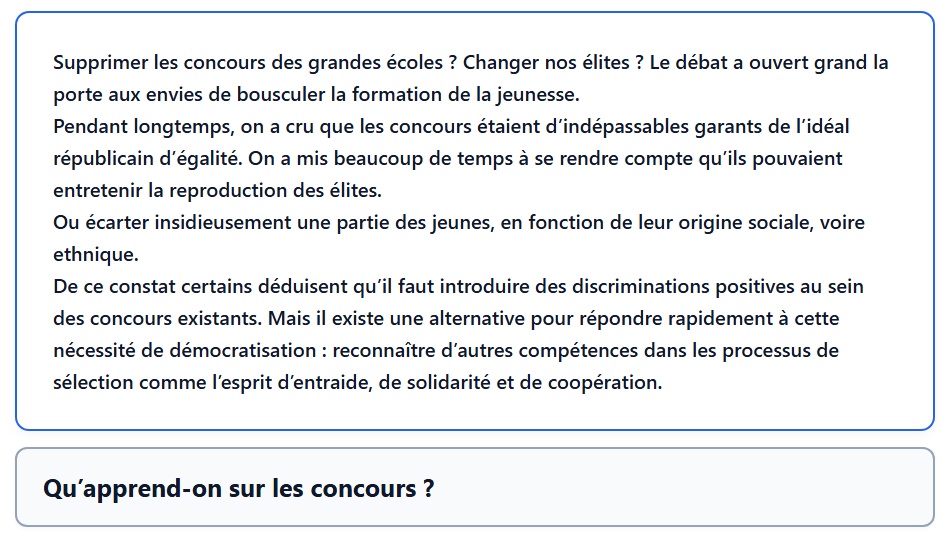 Supprimer les concours des grandes écoles ? Changer nos élites ? Le débat a ouvert grand la
porte aux envies de bousculer la formation de la jeunesse.
Pendant longtemps, on a cru que les concours étaient d’indépassables garants de l’idéal
républicain d’égalité. On a mis beaucoup de temps à se rendre compte qu’ils pouvaient
entretenir la reproduction des élites.
Ou écarter insidieusement une partie des jeunes, en fonction de leur origine sociale, voire
ethnique.
De ce constat certains déduisent qu’il faut introduire des discriminations positives au sein
des concours existants. Mais il existe une alternative pour répondre rapidement à cette
nécessité de démocratisation : reconnaître d’autres compétences dans les processus de
sélection comme l’esprit d’entraide, de solidarité et de coopération.
Qu’apprend-on sur les concours ?